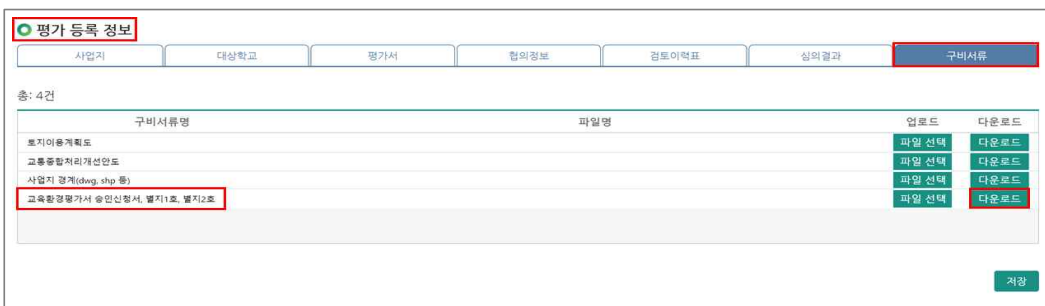 평가 등록 정보
사업지 대상학교 평가서 협의정보 검토이력표 심의결과 구비서류
총: 4건
구비서류명 파일명 업로드 다운로드
토지이용계획도 파일 선택 다운로드
교통종합처리개선안도 파일 선택 다운로드
사업지 경계(dwg, shp 등) 파일 선택 다운로드
교육환경평가서 승인신청서, 별지1호, 별지2호 파일 선택 다운로드
저장